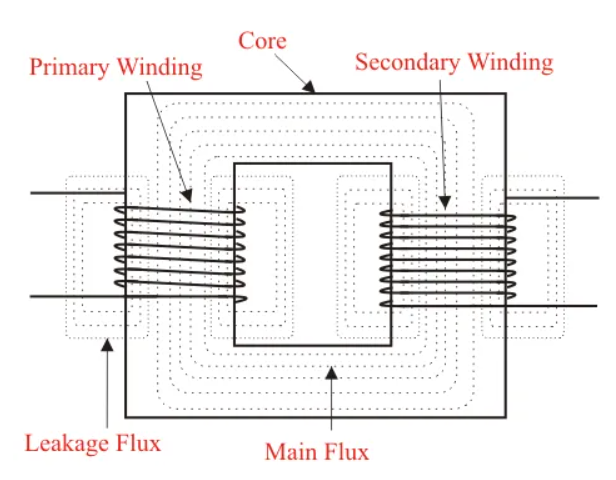 Core
Primary Winding
Secondary Winding
Leakage Flux
Main Flux